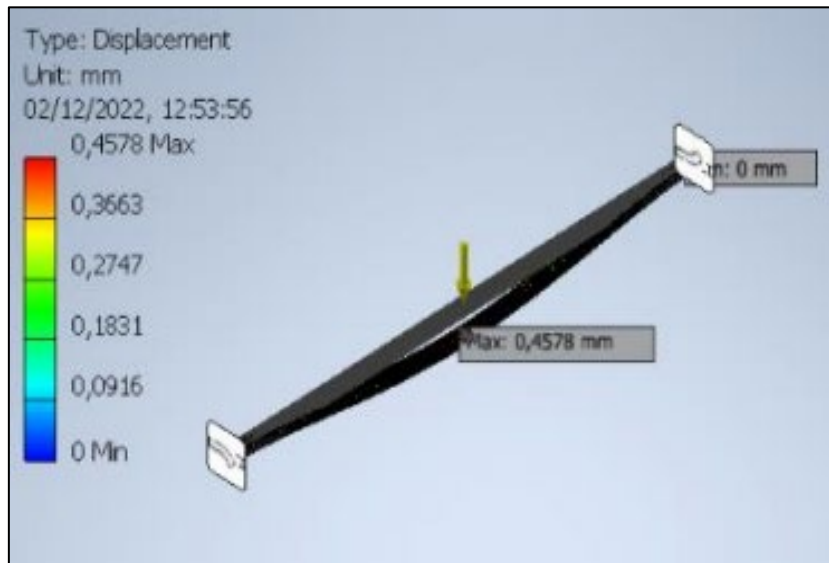 Type: Displacement
Unit: mm
02/12/2022, 12:53:56
0,4578 Max
0,3663
0,2747
0,1831
0,0916
0 Min
: 0 mm
Max: 0,4578 mm